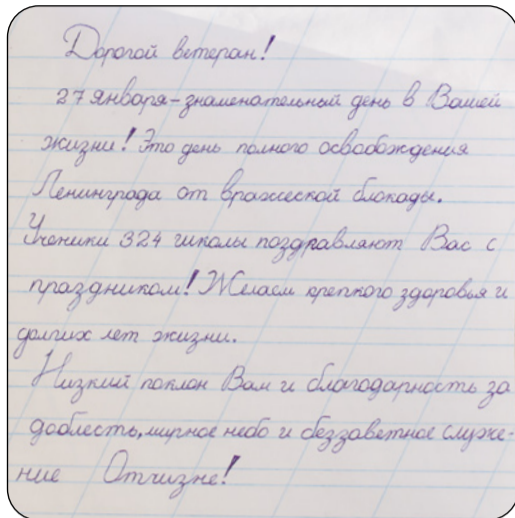 Дорогой ветеран!
27 января-знаменательный день в Вашей
жизни! Это день полного освобождения
Ленинграда от вражеской блокады.
Ученики 324 школы поздравляют Вас с
праздником! Желаем крепкого здоровья и
долгих лет жизни.
Низкий поклон Вам и благодарность за
доблесть, мирное небо и беззаветное служе-
ние Отчизне!